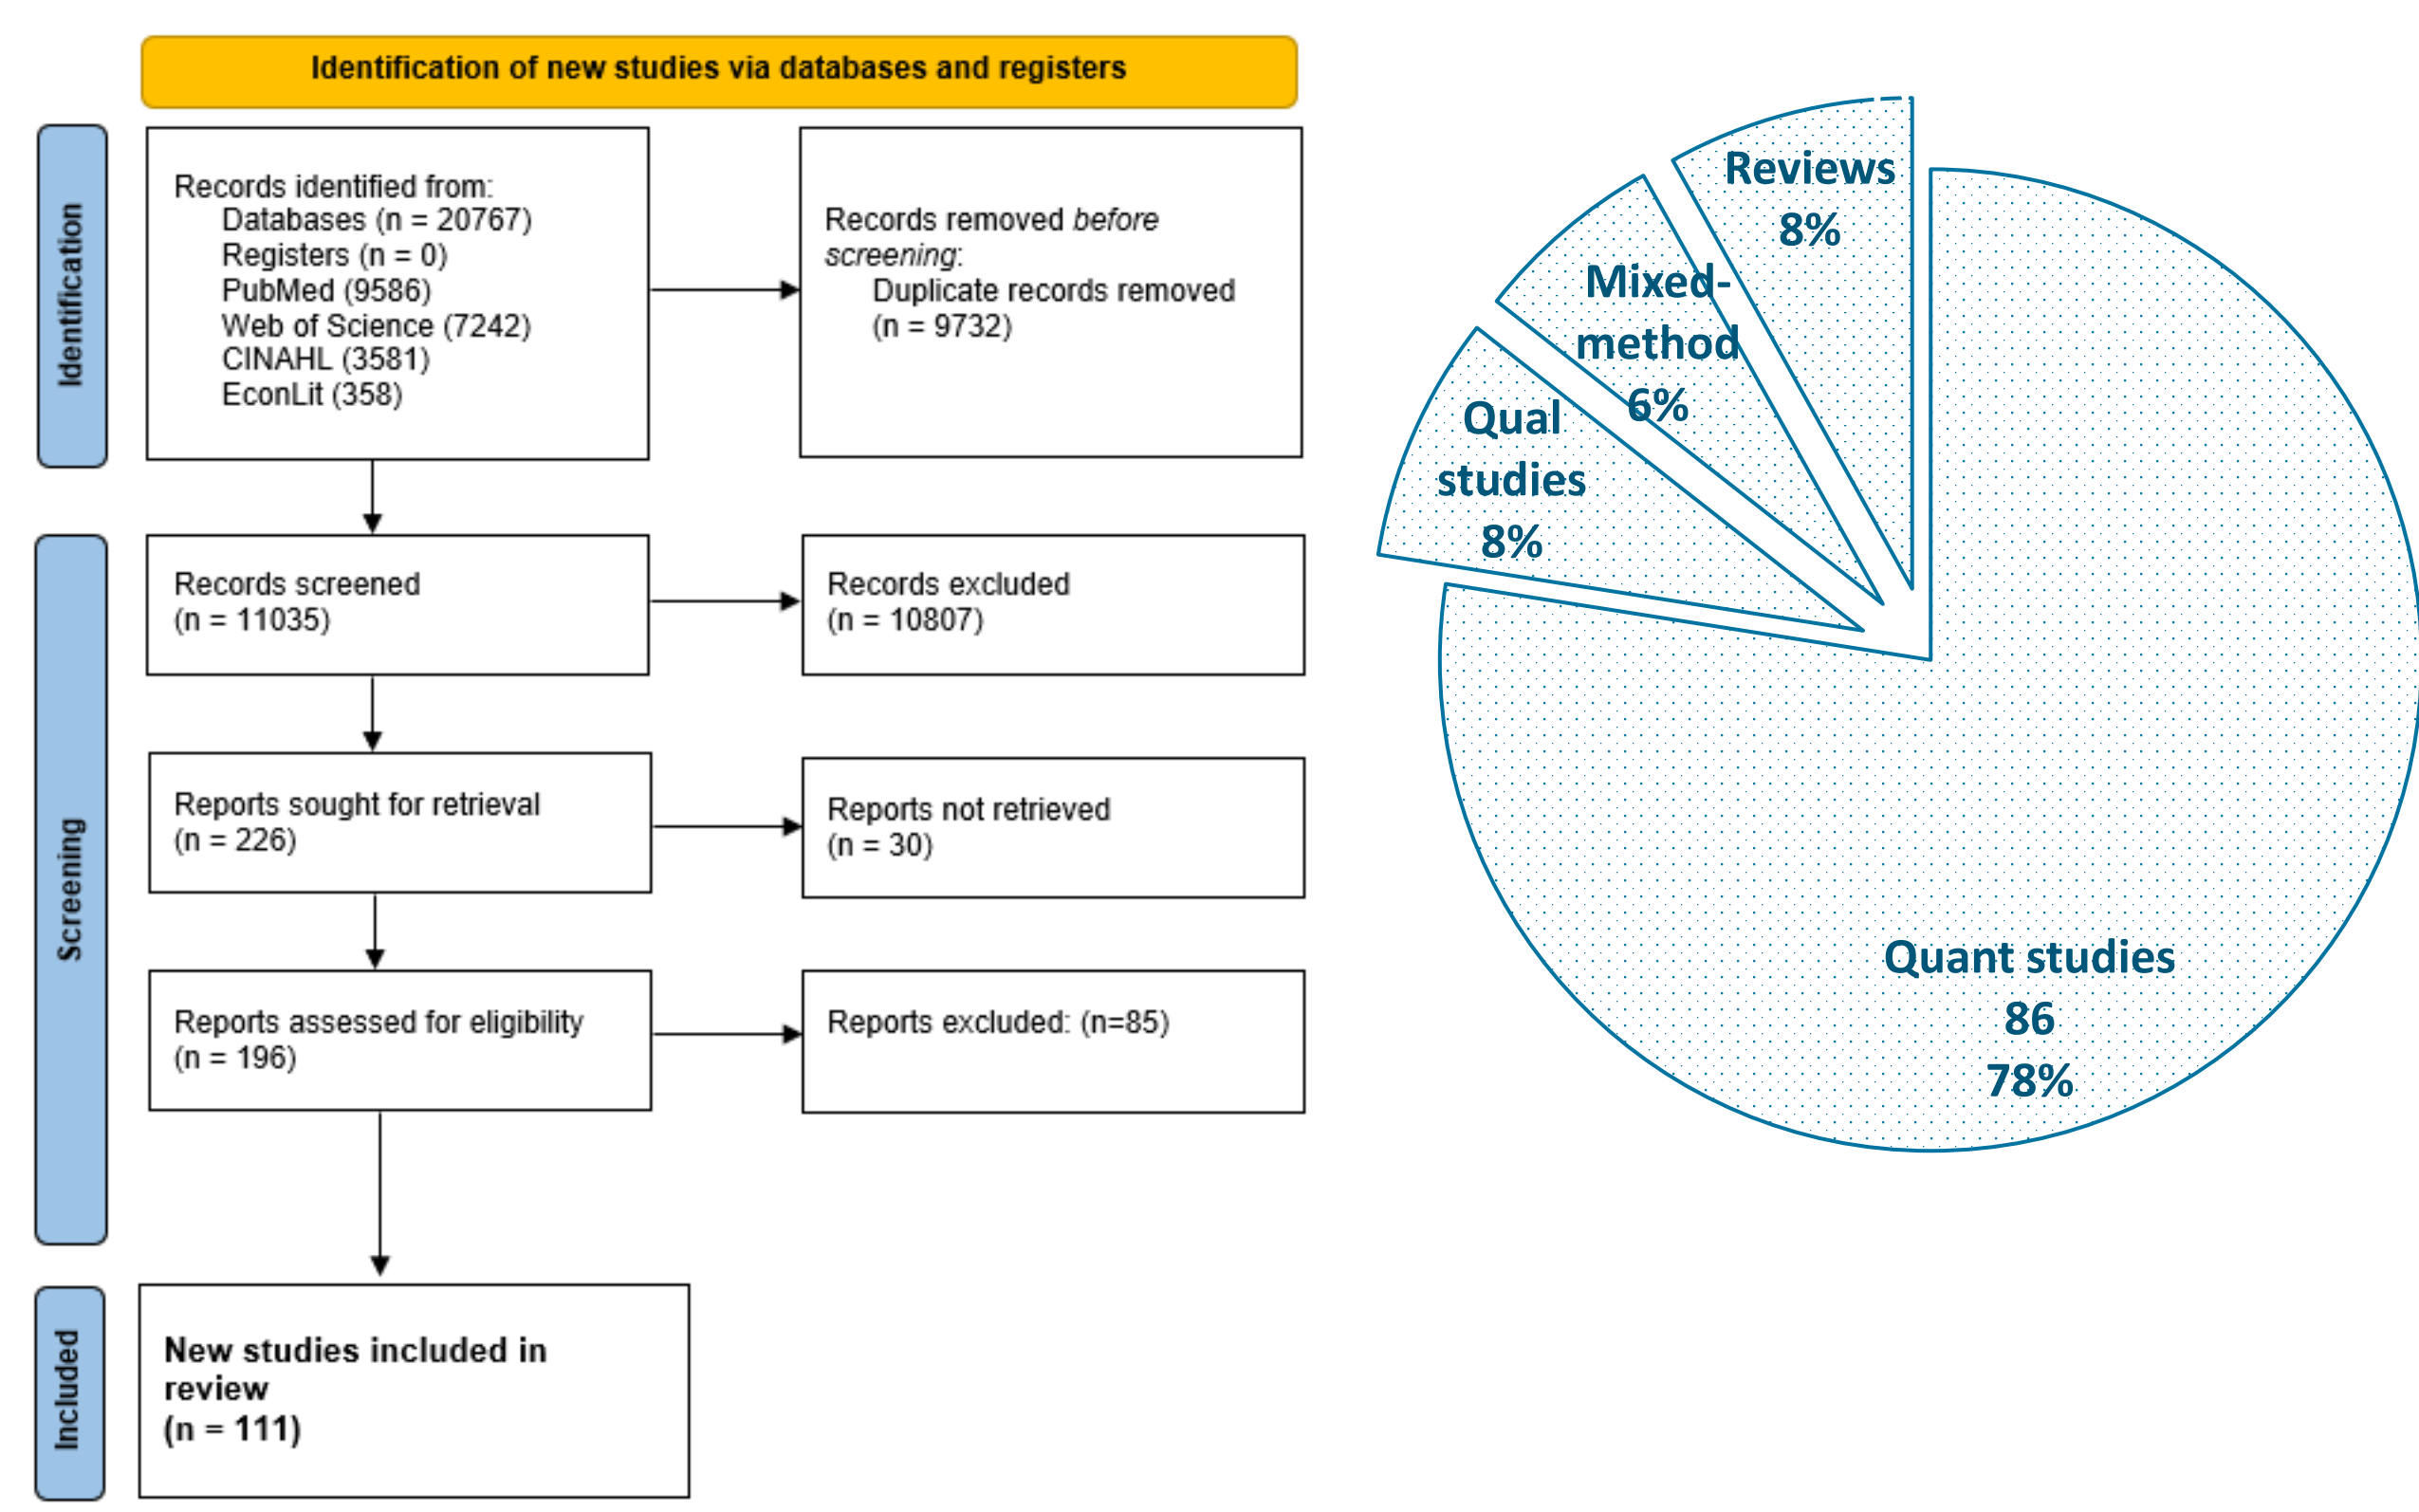 Identification of new studies via databases and registers
Identification
Records identified from:
Databases (n = 20767)
Registers (n = 0)
PubMed (9586)
Web of Science (7242)
CINAHL (3581)
EconLit (358)
Records removed before
screening:
Duplicate records removed
(n = 9732)
Screening
Records screened
(n = 11035)
Records excluded
(n = 10807)
Reports sought for retrieval
(n = 226)
Reports not retrieved
(n = 30)
Reports assessed for eligibility
(n = 196)
Reports excluded: (n=85)
Included
New studies included in
review
(n = 111)
Reviews
8%
Mixed-
method
6%
Qual
studies
8%
Quant studies
86
78%